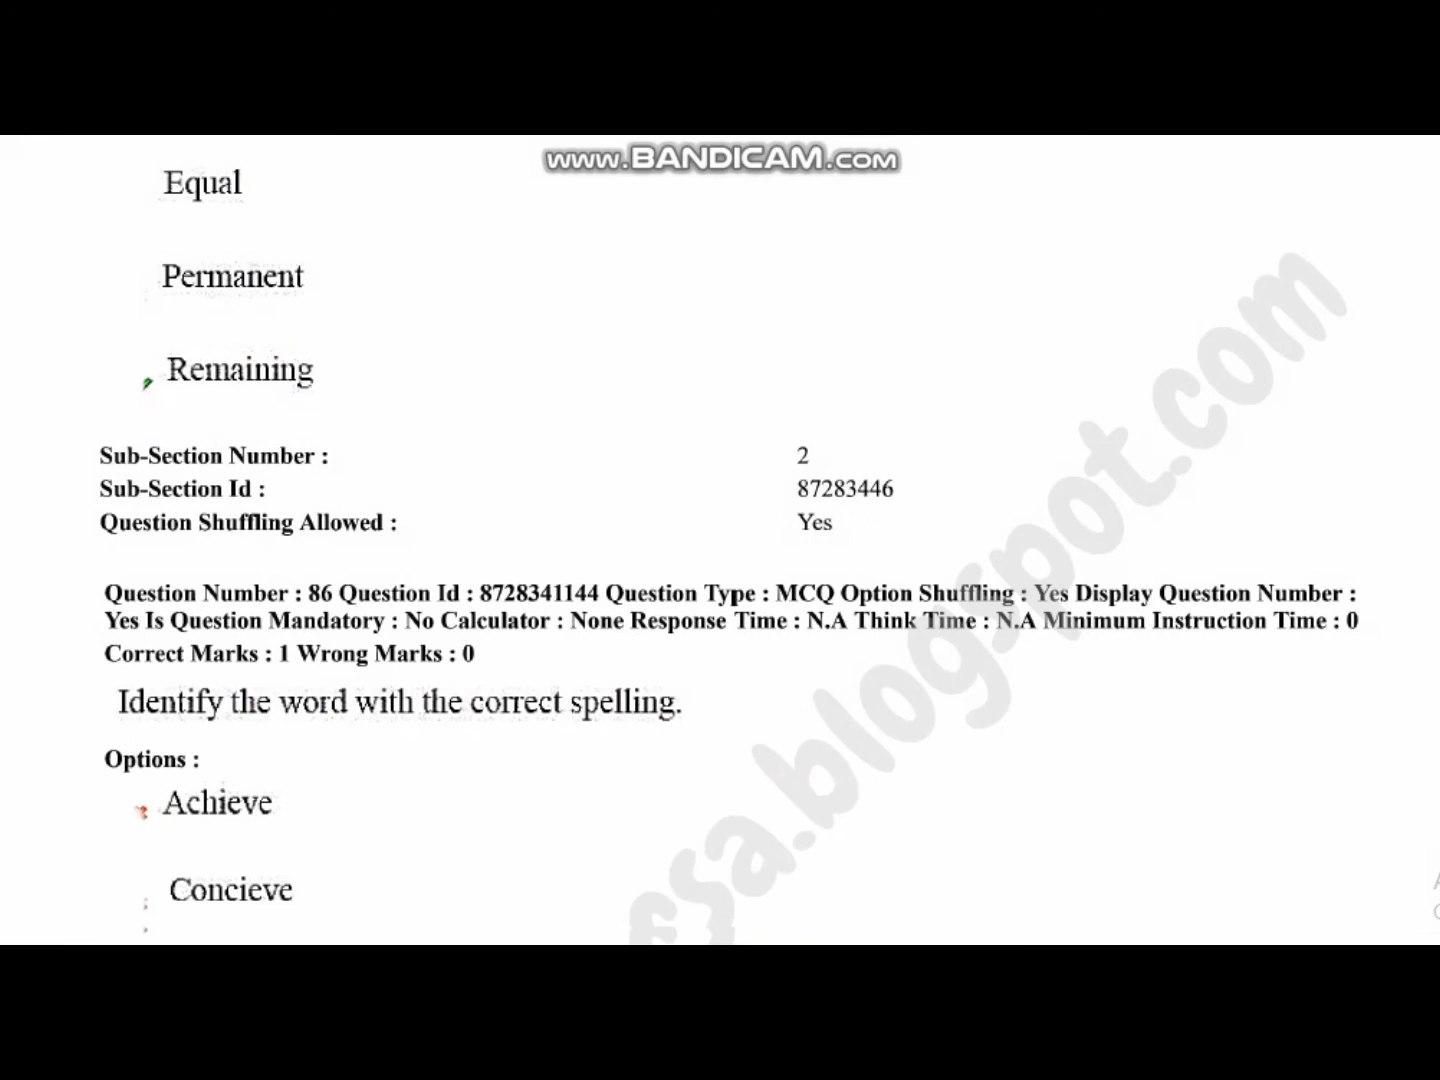 www.BANDICAM.com
Equal
Permanent
Remaining
Sub-Section Number : 2
Sub-Section Id : 87283446
Question Shuffling Allowed : Yes
Question Number : 86 Question Id : 8728341144 Question Type : MCQ Option Shuffling : Yes Display Question Number :
Yes Is Question Mandatory : No Calculator : None Response Time : N.A Think Time : N.A Minimum Instruction Time : 0
Correct Marks : 1 Wrong Marks : 0
Identify the word with the correct spelling.
Options :
Achieve
Concieve
sa.blogspot.com